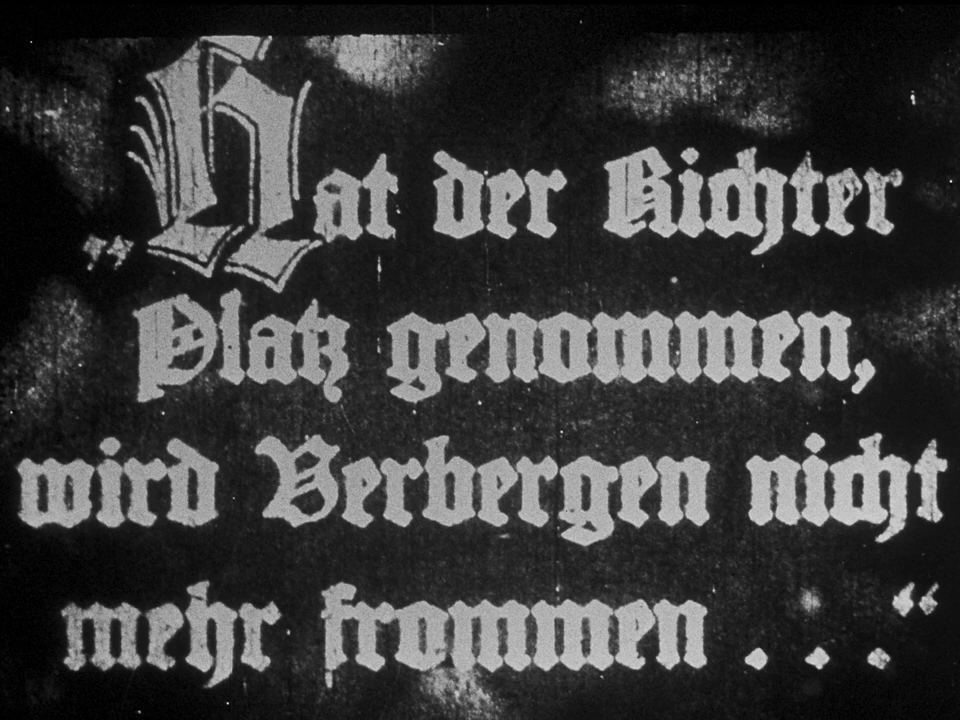 „Hat der Richter
Platz genommen,
wird Verbergen nicht
mehr frommen . . .“